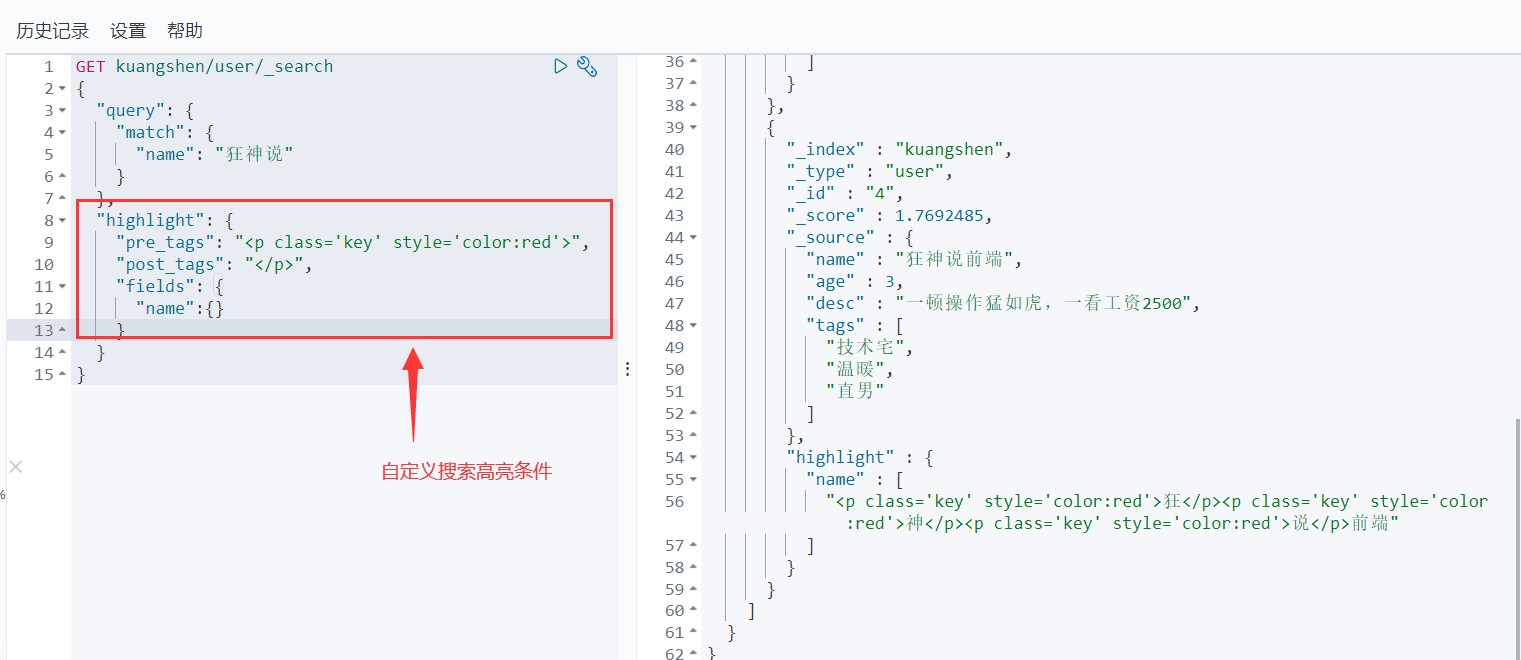 历史记录 设置 帮助
1 GET kuangshen/user/_search
2 {
3 "query": {
4 "match": {
5 "name": "狂神说"
6 }
7 },
8 "highlight": {
9 "pre_tags": "<p class='key' style='color:red'>",
10 "post_tags": "</p>",
11 "fields": {
12 "name":{}
13 }
14 }
15 }
自定义搜索高亮条件
%
36 ]
37 }
38 },
39 {
40 "_index" : "kuangshen",
41 "_type" : "user",
42 "_id" : "4",
43 "_score" : 1.7692485,
44 "_source" : {
45 "name" : "狂神说前端",
46 "age" : 3,
47 "desc" : "一顿操作猛如虎，一看工资2500",
48 "tags" : [
49 "技术宅",
50 "温暖",
51 "直男"
52 ]
53 },
54 "highlight" : {
55 "name" : [
56 "<p class='key' style='color:red'>狂</p><p class='key' style='color
:red'>神</p><p class='key' style='color:red'>说</p>前端"
57 ]
58 }
59 }
60 ]
61 }
62 }